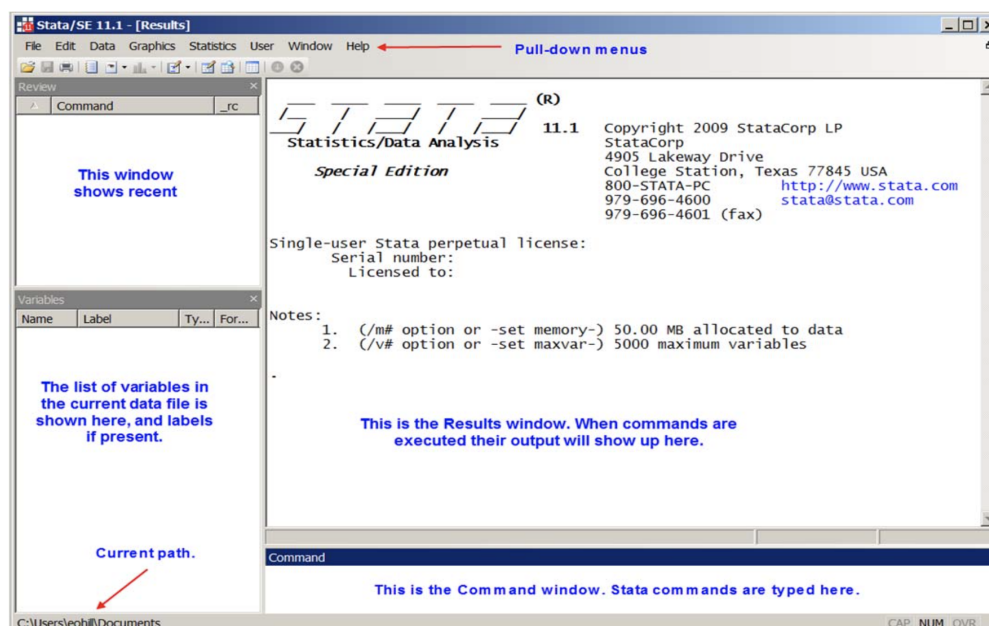 Stata/SE 11.1 - [Results]
File Edit Data Graphics Statistics User Window Help
Pull-down menus
Review
Command _rc
This window
shows recent
Variables
Name Label Ty... For...
The list of variables in
the current data file is
shown here, and labels
if present.
Current path.
C:\Users\eohill\Documents
STATA (R)
11.1 Copyright 2009 StataCorp LP
Statistics/Data Analysis StataCorp
4905 Lakeway Drive
Special Edition College Station, Texas 77845 USA
800-STATA-PC http://www.stata.com
979-696-4600 stata@stata.com
979-696-4601 (fax)
Single-user Stata perpetual license:
Serial number:
Licensed to:
Notes:
1. (/m# option or -set memory-) 50.00 MB allocated to data
2. (/v# option or -set maxvar-) 5000 maximum variables
.
This is the Results window. When commands are
executed their output will show up here.
Command
This is the Command window. Stata commands are typed here.
CAP NUM OVR